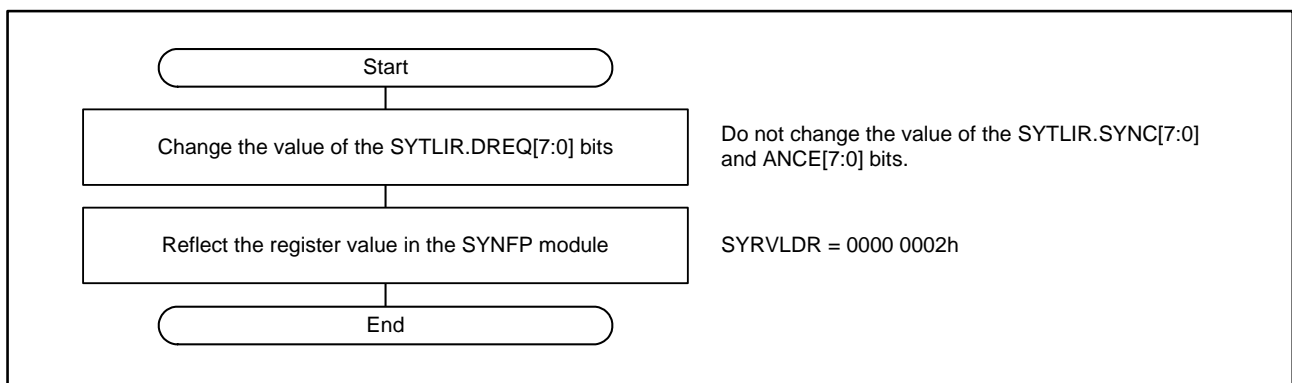 Start
Change the value of the SYTLIR.DREQ[7:0] bits
Do not change the value of the SYTLIR.SYNC[7:0]
and ANCE[7:0] bits.
Reflect the register value in the SYNFP module
SYRVLDR = 0000 0002h
End